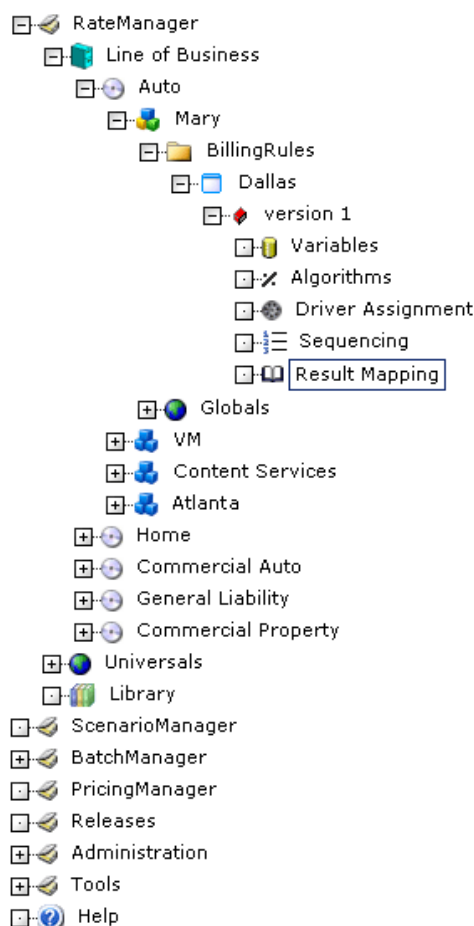 RateManager
Line of Business
Auto
Mary
BillingRules
Dallas
version 1
Variables
Algorithms
Driver Assignment
Sequencing
Result Mapping
Globals
VM
Content Services
Atlanta
Home
Commercial Auto
General Liability
Commercial Property
Universals
Library
ScenarioManager
BatchManager
PricingManager
Releases
Administration
Tools
Help